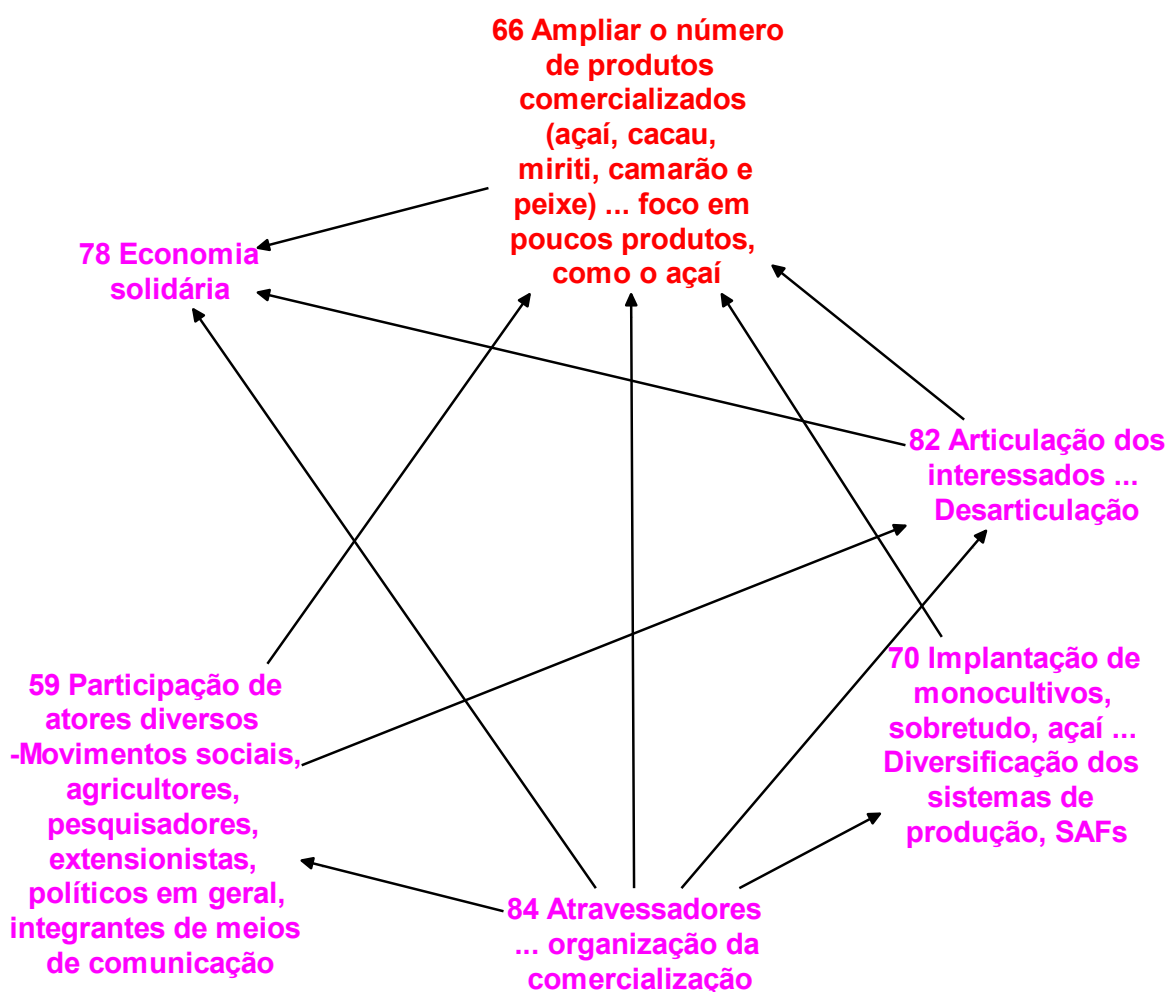 66 Ampliar o número
de produtos
comercializados
(açaí, cacau,
miriti, camarão e
peixe) ... foco em
poucos produtos,
como o açaí
78 Economia
solidária
82 Articulação dos
interessados ...
Desarticulação
59 Participação de
atores diversos
-Movimentos sociais,
agricultores,
pesquisadores,
extensionistas,
políticos em geral,
integrantes de meios
de comunicação
70 Implantação de
monocultivos,
sobretudo, açaí ...
Diversificação dos
sistemas de
produção, SAFs
84 Atravessadores
... organização da
comercialização